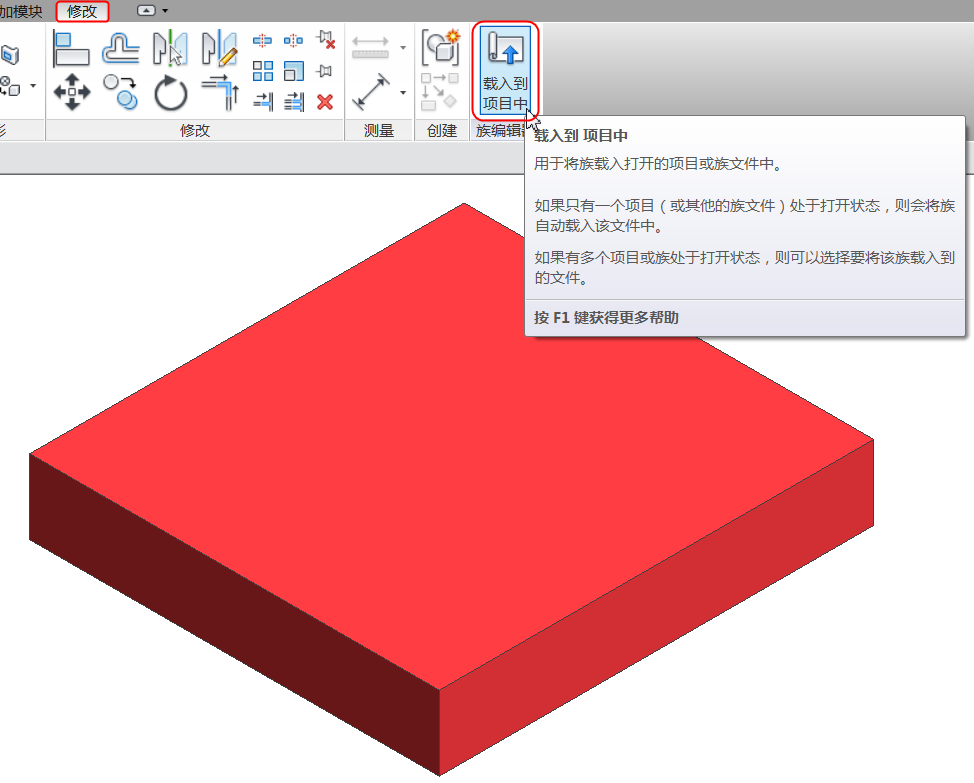 加模块
修改
载入到
项目中
修改
测量
创建
族编辑
载入到 项目中
用于将族载入打开的项目或族文件中。
如果只有一个项目（或其他的族文件）处于打开状态，则会将族
自动载入该文件中。
如果有多个项目或族处于打开状态，则可以选择要将该族载入到
的文件。
按 F1 键获得更多帮助